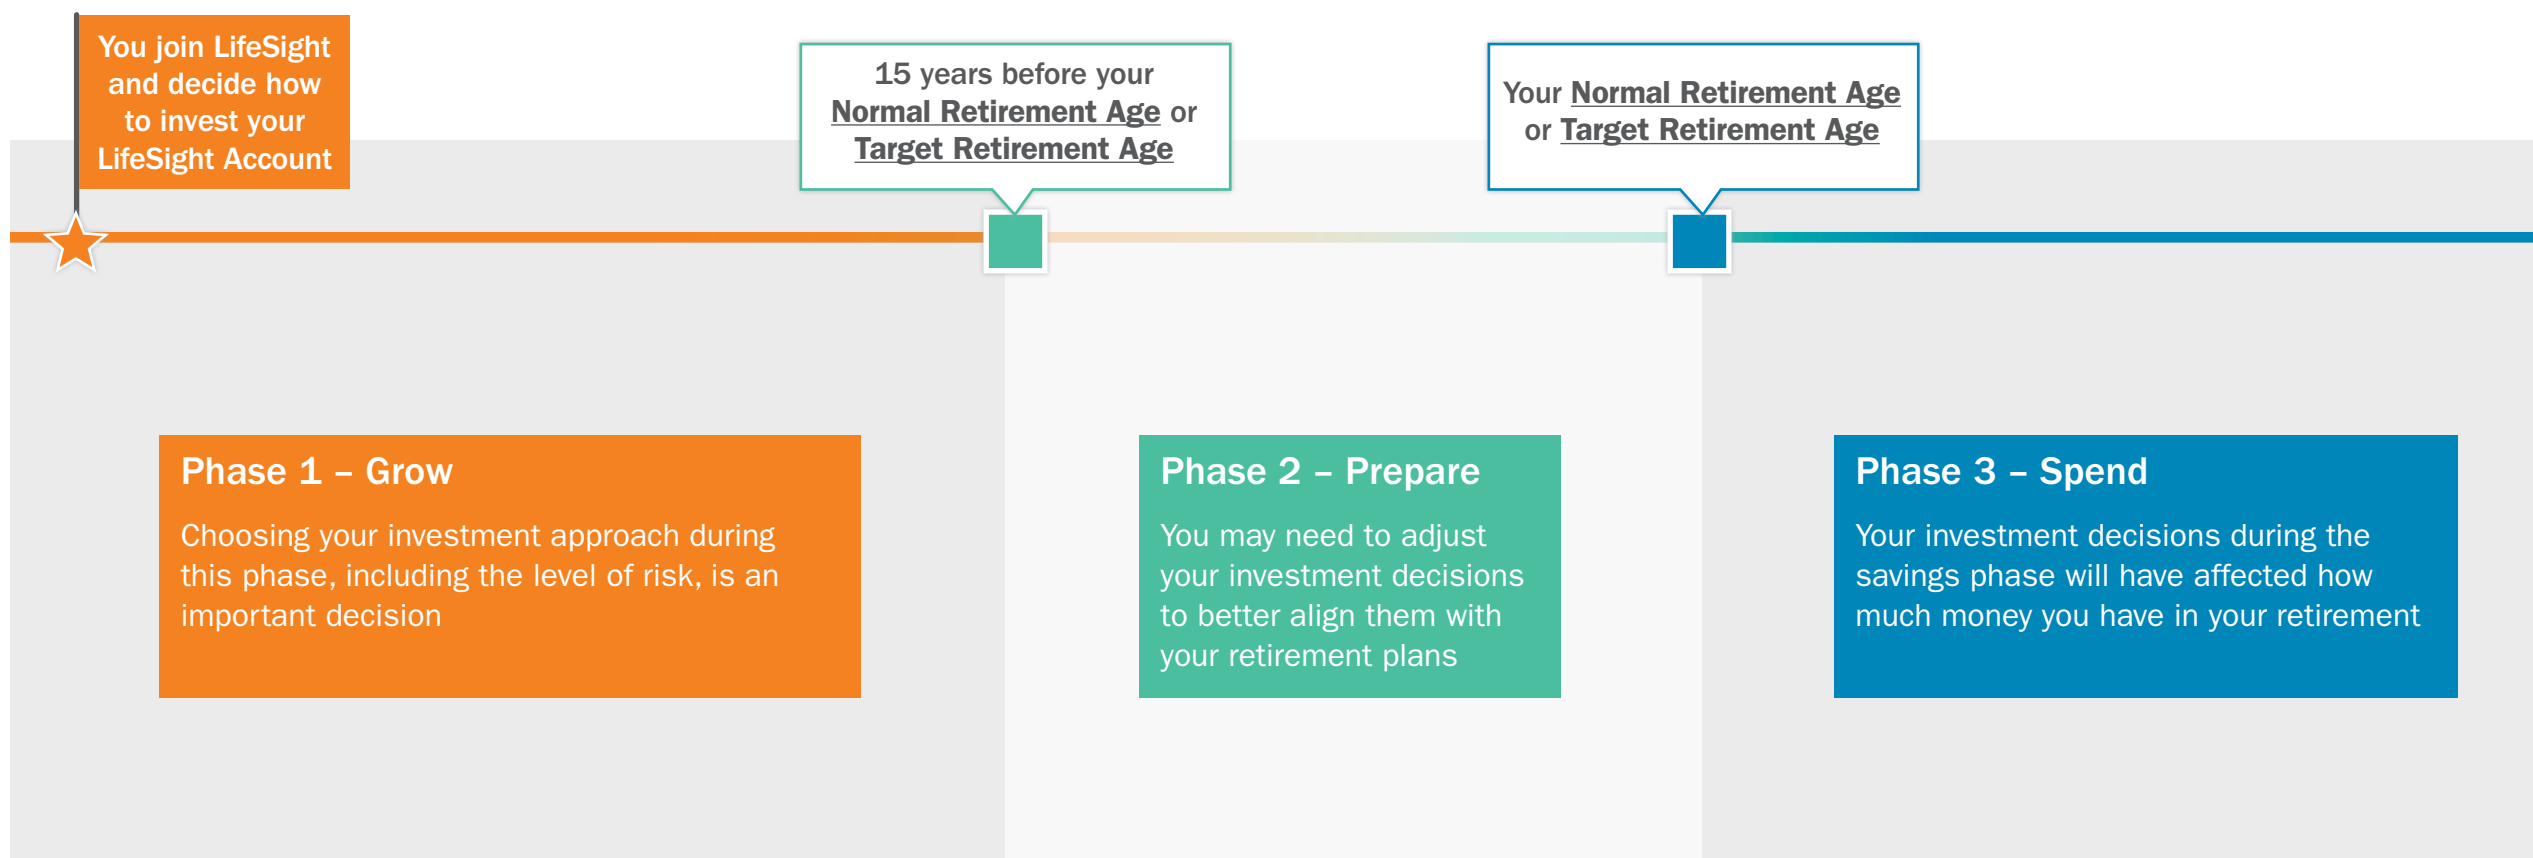 You join LifeSight
and decide how
to invest your
LifeSight Account
15 years before your
Normal Retirement Age or
Target Retirement Age
Your Normal Retirement Age
or Target Retirement Age
Phase 1 – Grow
Choosing your investment approach during
this phase, including the level of risk, is an
important decision
Phase 2 – Prepare
You may need to adjust
your investment decisions
to better align them with
your retirement plans
Phase 3 – Spend
Your investment decisions during the
savings phase will have affected how
much money you have in your retirement